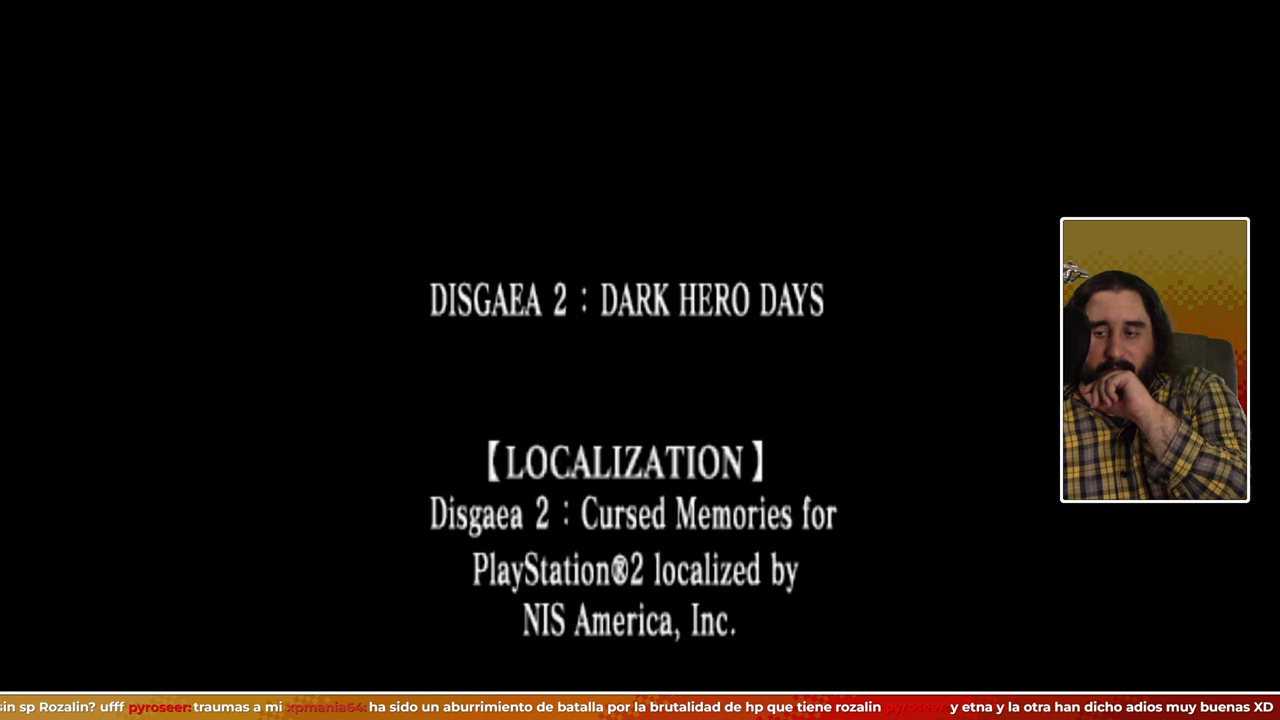 DISGAEA 2 : DARK HERO DAYS
【LOCALIZATION】
Disgaea 2 : Cursed Memories for
PlayStation®2 localized by
NIS America, Inc.
sin sp Rozalin? ufff pyroseer: traumas a mi xpmania64: ha sido un aburrimiento de batalla por la brutalidad de hp que tiene rozalin pyroseer: y etna y la otra han dicho adios muy buenas XD